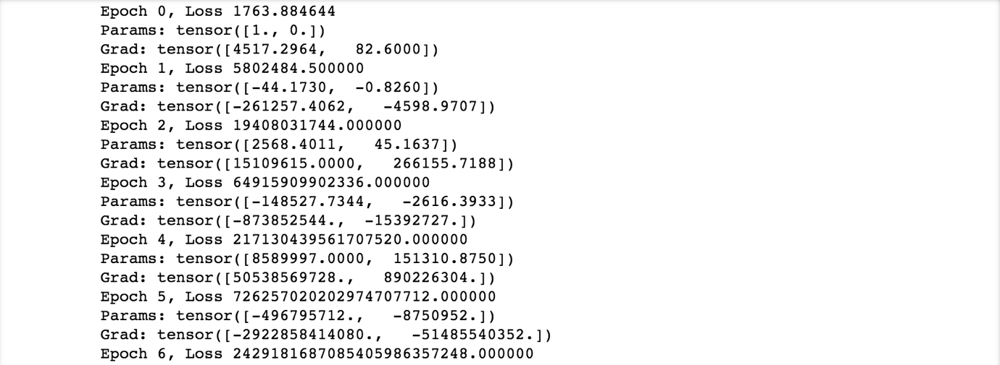 Epoch 0, Loss 1763.884644
Params: tensor([1., 0.])
Grad: tensor([4517.2964,   82.6000])
Epoch 1, Loss 5802484.500000
Params: tensor([-44.1730,  -0.8260])
Grad: tensor([-261257.4062,   -4598.9707])
Epoch 2, Loss 19408031744.000000
Params: tensor([2568.4011,   45.1637])
Grad: tensor([15109615.0000,   266155.7188])
Epoch 3, Loss 64915909902336.000000
Params: tensor([-148527.7344,   -2616.3933])
Grad: tensor([-873852544.,  -15392727.])
Epoch 4, Loss 217130439561707520.000000
Params: tensor([8589997.0000,  151310.8750])
Grad: tensor([50538569728.,   890226304.])
Epoch 5, Loss 726257020202974707712.000000
Params: tensor([-496795712.,   -8750952.])
Grad: tensor([-2922858414080.,   -51485540352.])
Epoch 6, Loss 2429181687085405986357248.000000